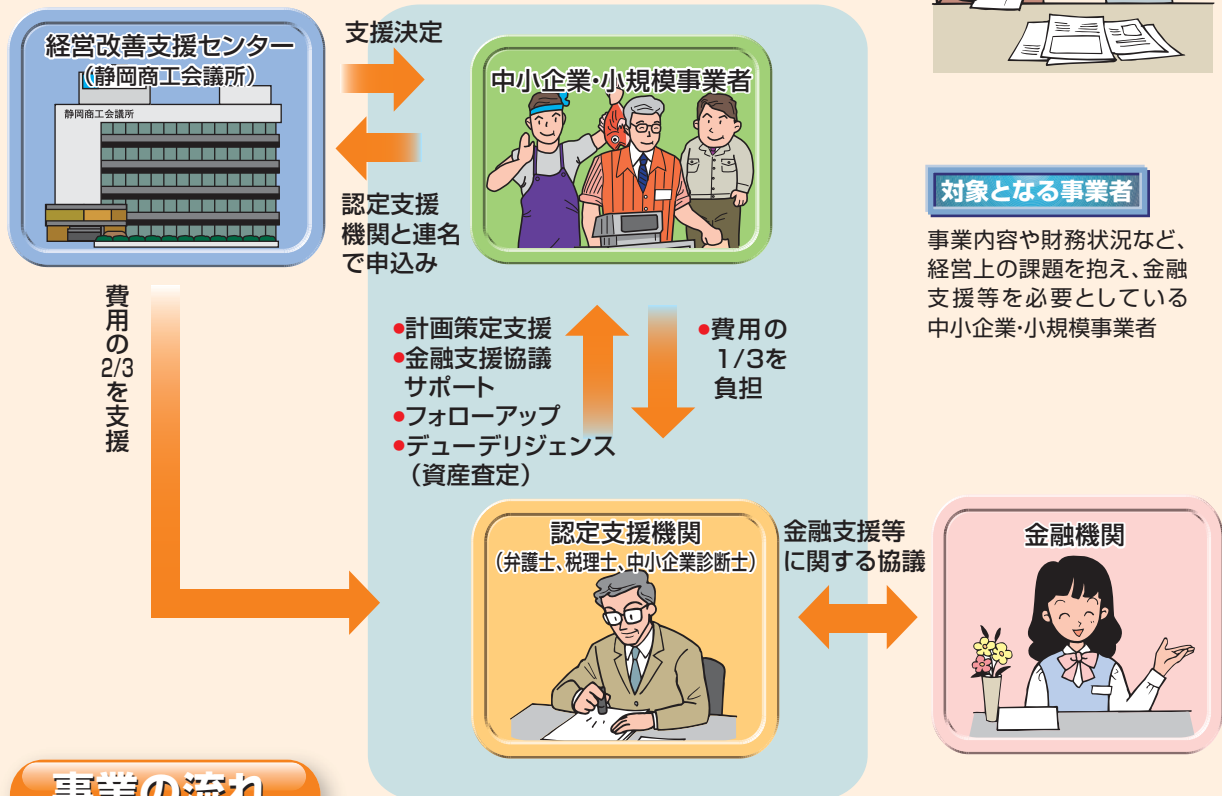 経営改善支援センター
(静岡商工会議所)
静岡商工会議所
支援決定
中小企業・小規模事業者
認定支援
機関と連名
で申込み
対象となる事業者
事業内容や財務状況など、
経営上の課題を抱え、金融
支援等を必要としている
中小企業・小規模事業者
費用の2/3を支援
●計画策定支援
●金融支援協議
サポート
●フォローアップ
●デューデリジェンス
(資産査定)
●費用の
1/3を
負担
認定支援機関
(弁護士、税理士、中小企業診断士)
金融支援等
に関する協議
金融機関
事業の流れ